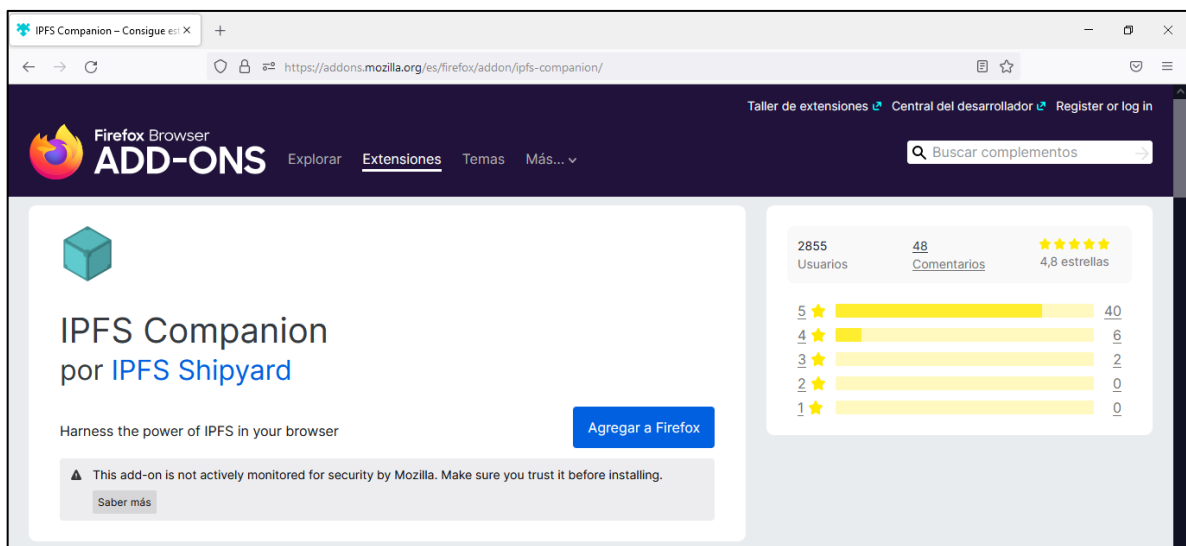 IPFS Companion – Consigue est
https://addons.mozilla.org/es/firefox/addon/ipfs-companion/
Taller de extensiones Central del desarrollador Register or log in
Firefox Browser
ADD-ONS
Explorar Extensiones Temas Más...
Buscar complementos
IPFS Companion
por IPFS Shipyard
Harness the power of IPFS in your browser
Agregar a Firefox
This add-on is not actively monitored for security by Mozilla. Make sure you trust it before installing.
Saber más
2855 48
Usuarios Comentarios 4,8 estrellas
5 40
4 6
3 2
2 0
1 0